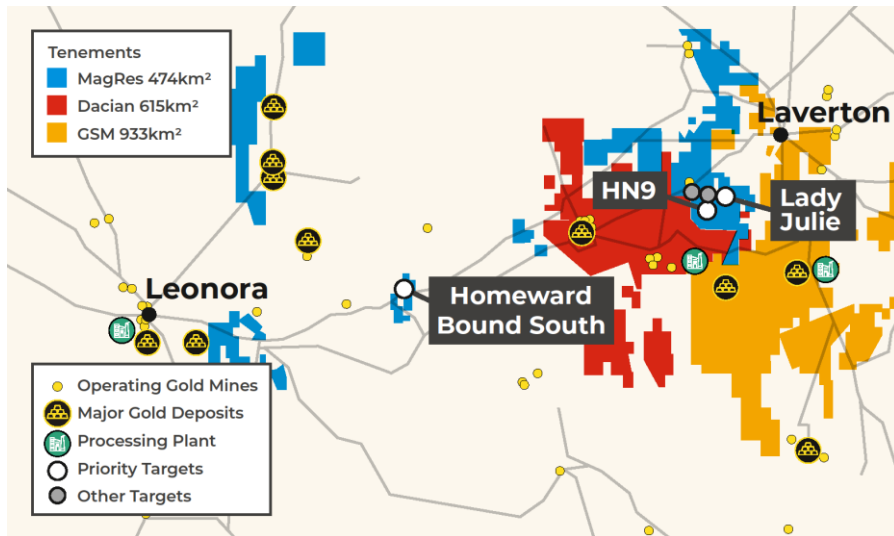 Tenements
MagRes 474km²
Dacian 615km²
GSM 933km²
Laverton
HN9
Lady
Julie
Leonora
Homeward
Bound South
Operating Gold Mines
Major Gold Deposits
Processing Plant
Priority Targets
Other Targets